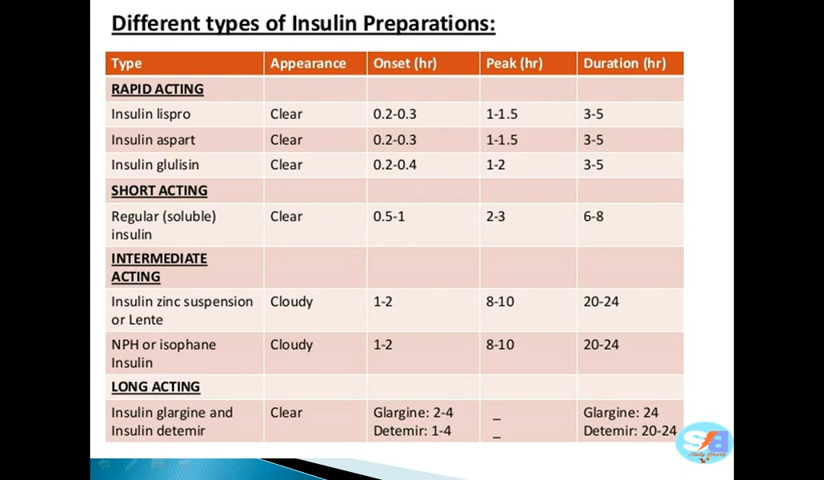 Different types of Insulin Preparations:
Type Appearance Onset (hr) Peak (hr) Duration (hr)
RAPID ACTING
Insulin lispro Clear 0.2-0.3 1-1.5 3-5
Insulin aspart Clear 0.2-0.3 1-1.5 3-5
Insulin glulisin Clear 0.2-0.4 1-2 3-5
SHORT ACTING
Regular (soluble) Clear 0.5-1 2-3 6-8
insulin
INTERMEDIATE
ACTING
Insulin zinc suspension Cloudy 1-2 8-10 20-24
or Lente
NPH or isophane Cloudy 1-2 8-10 20-24
Insulin
LONG ACTING
Insulin glargine and Clear Glargine: 2-4 _ Glargine: 24
Insulin detemir Detemir: 1-4 _ Detemir: 20-24